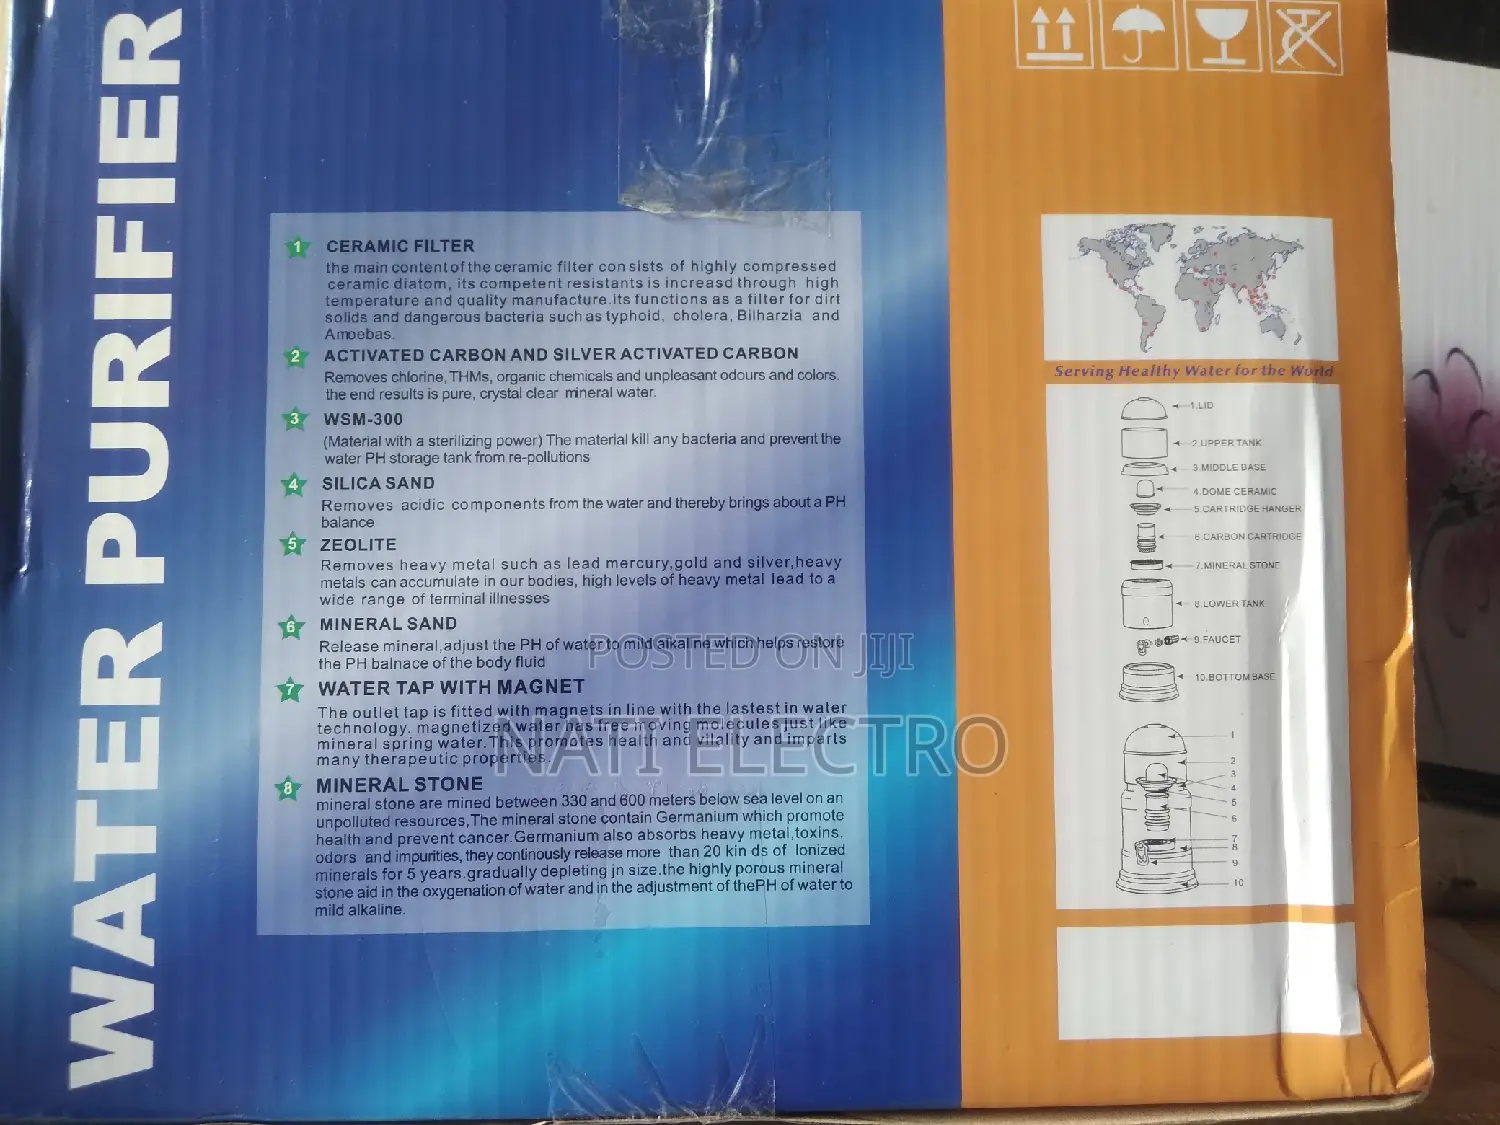 WATER PURIFIER
1 CERAMIC FILTER
the main content of the ceramic filter consists of highly compressed
ceramic diatom, its competent resistants is increasd through high
temperature and quality manufacture.its functions as a filter for dirt
solids and dangerous bacteria such as typhoid, cholera, Bilharzia and
Amoebas.
2 ACTIVATED CARBON AND SILVER ACTIVATED CARBON
Removes chlorine, THMs, organic chemicals and unpleasant odours and colors.
the end results is pure, crystal clear mineral water.
3 WSM-300
(Material with a sterilizing power) The material kill any bacteria and prevent the
water PH storage tank from re-pollutions
4 SILICA SAND
Removes acidic components from the water and thereby brings about a PH
balance
5 ZEOLITE
Removes heavy metal such as lead mercury,gold and silver,heavy
metals can accumulate in our bodies, high levels of heavy metal lead to a
wide range of terminal illnesses
6 MINERAL SAND
Release mineral,adjust the PH of water to mild alkaline which helps restore
the PH balnace of the body fluid
7 WATER TAP WITH MAGNET
The outlet tap is fitted with magnets in line with the lastest in water
technology. magnetized water has free moving molecules just like
mineral spring water.This promotes health and vitality and imparts
many therapeutic properties.
8 MINERAL STONE
mineral stone are mined between 330 and 600 meters below sea level on an
unpolluted resources,The mineral stone contain Germanium which promote
health and prevent cancer.Germanium also absorbs heavy metal,toxins,
odors and impurities, they continously release more than 20 kin ds of Ionized
minerals for 5 years.gradually depleting in size.the highly porous mineral
stone aid in the oxygenation of water and in the adjustment of thePH of water to
mild alkaline.
Serving Healthy Water for the World
1.LID
2.UPPER TANK
3.MIDDLE BASE
4.DOME CERAMIC
5.CARTRIDGE HANGER
6.CARBON CARTRIDGE
7.MINERAL STONE
8.LOWER TANK
9.FAUCET
10.BOTTOM BASE
1
2
3
4
5
6
7
8
9
10
POSTED ON JIJI
NATI ELECTRO